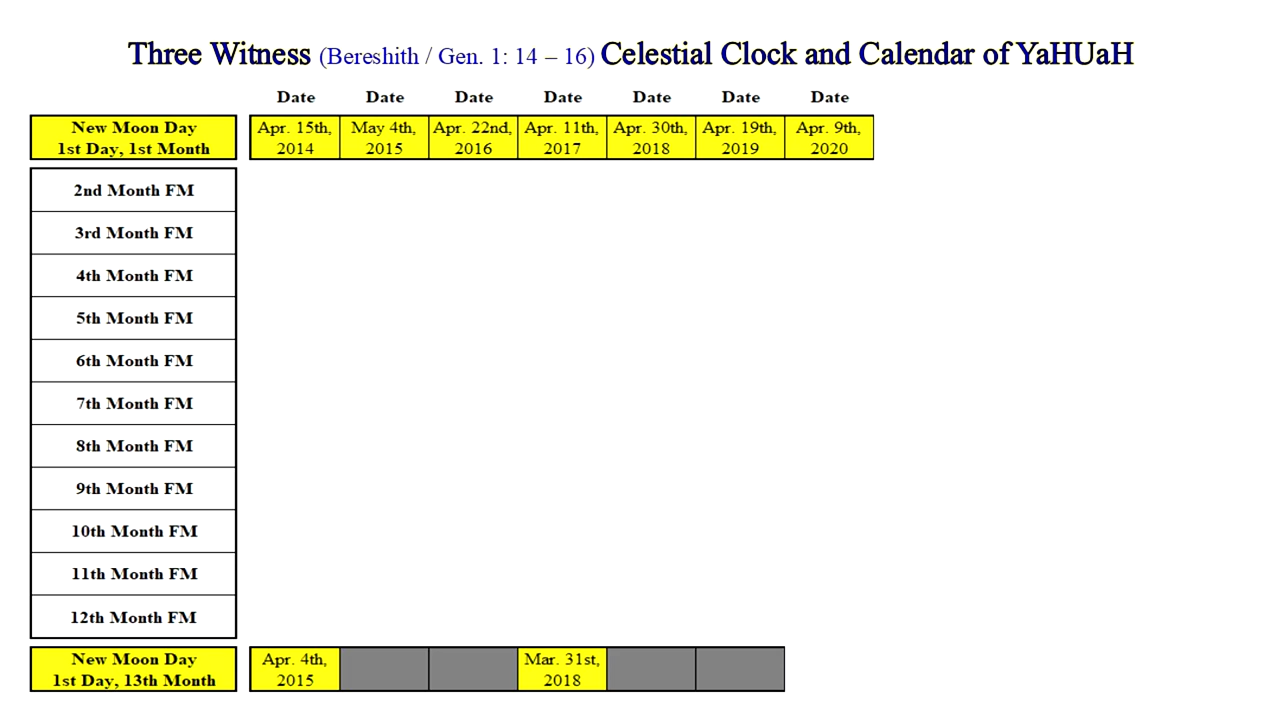 Three Witness (Bereshith / Gen. 1: 14 – 16) Celestial Clock and Calendar of YaHUaH
Date Date Date Date Date Date Date
New Moon Day
1st Day, 1st Month
Apr. 15th, May 4th, Apr. 22nd, Apr. 11th, Apr. 30th, Apr. 19th, Apr. 9th,
2014 2015 2016 2017 2018 2019 2020
2nd Month FM
3rd Month FM
4th Month FM
5th Month FM
6th Month FM
7th Month FM
8th Month FM
9th Month FM
10th Month FM
11th Month FM
12th Month FM
New Moon Day
1st Day, 13th Month
Apr. 4th, Mar. 31st,
2015 2018